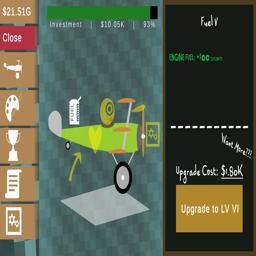 $21.51G
Investment | $10.05K | 93%
Close
FUEL
Fuel V
ENGINE FUEL: +100
Want More???
Upgrade Cost: $1.80K
Upgrade to LV VI